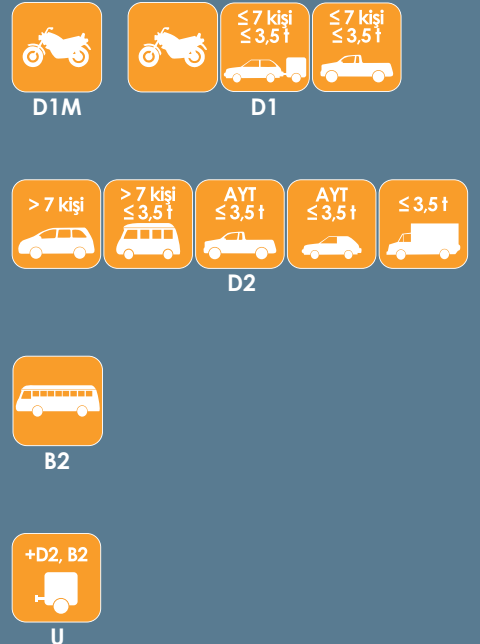 ≤ 7 kişi
≤ 3,5 t
≤ 7 kişi
≤ 3,5 t
D1M
D1
> 7 kişi
> 7 kişi
≤ 3,5 t
AYT
≤ 3,5 t
AYT
≤ 3,5 t
≤ 3,5 t
D2
B2
+D2, B2
U